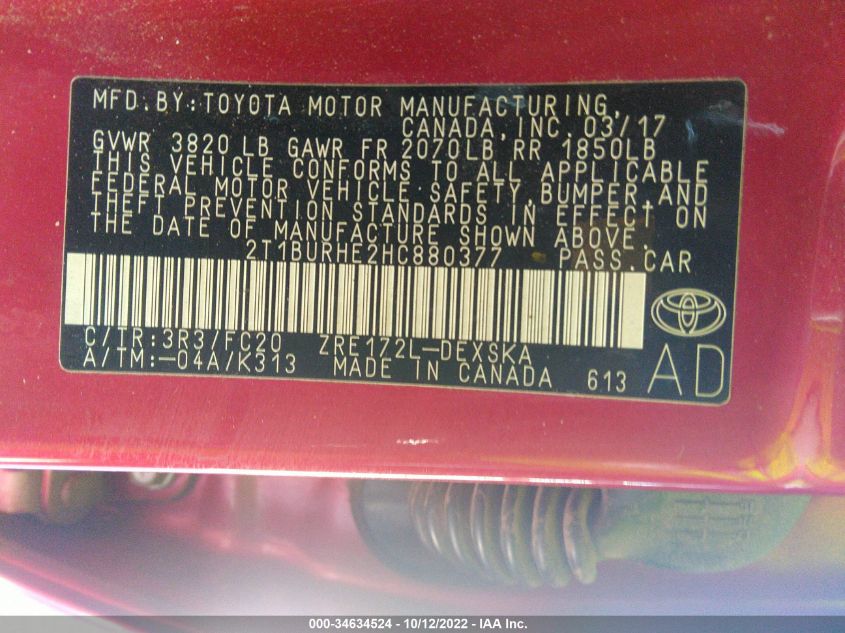 MFD.BY:TOYOTA MOTOR MANUFACTURING,
CANADA,INC. 03/17
GVWR 3820 LB GAWR FR 2070LB RR 1850LB
THIS VEHICLE CONFORMS TO ALL APPLICABLE
FEDERAL MOTOR VEHICLE SAFETY,BUMPER,AND
THEFT PREVENTION STANDARDS IN EFFECT ON
THE DATE OF MANUFACTURE SHOWN ABOVE.
2T1BURHE2HC880377 PASS.CAR
C/TR:3R3/FC20 ZRE172L-DEXSKA
A/TM:-04A/K313 MADE IN CANADA 613 AD
000-34634524 - 10/12/2022 - IAA Inc.